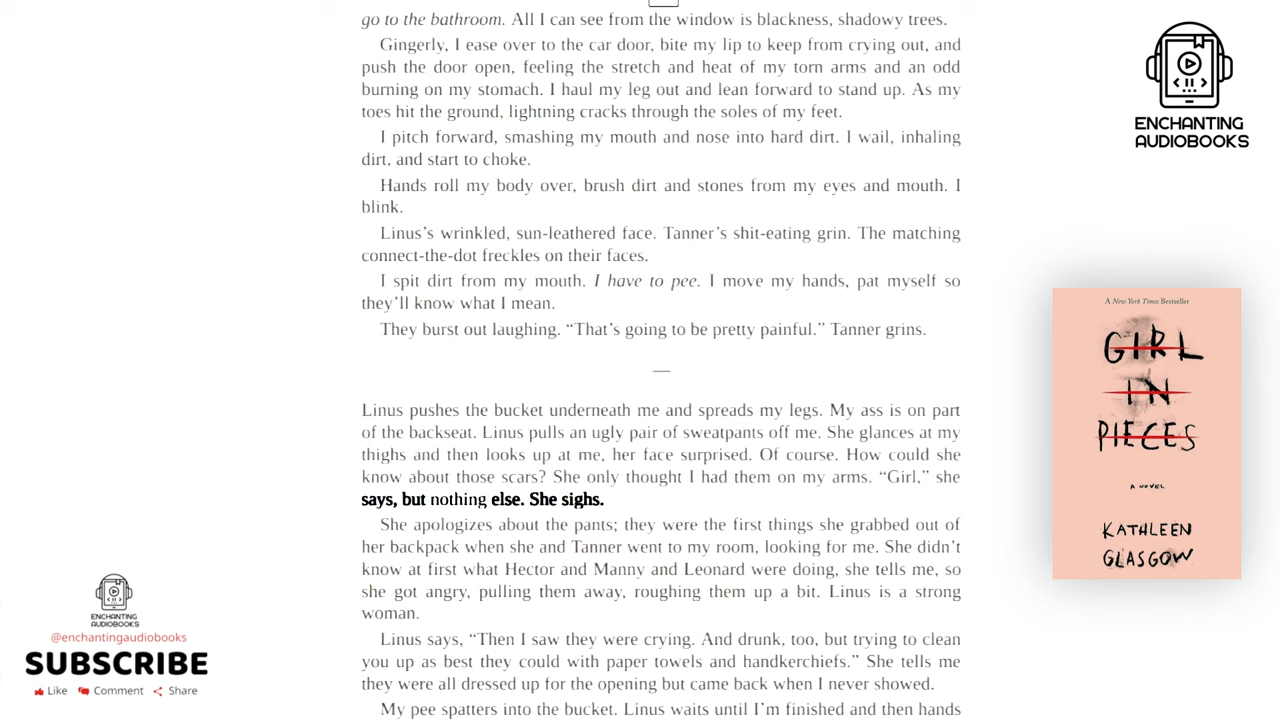 go to the bathroom. All I can see from the window is blackness, shadowy trees.
Gingerly, I ease over to the car door, bite my lip to keep from crying out, and
push the door open, feeling the stretch and heat of my torn arms and an odd
burning on my stomach. I haul my leg out and lean forward to stand up. As my
toes hit the ground, lightning cracks through the soles of my feet.
I pitch forward, smashing my mouth and nose into hard dirt. I wail, inhaling
dirt, and start to choke.
Hands roll my body over, brush dirt and stones from my eyes and mouth. I
blink.
Linus’s wrinkled, sun-leathered face. Tanner’s shit-eating grin. The matching
connect-the-dot freckles on their faces.
I spit dirt from my mouth. I have to pee. I move my hands, pat myself so
they’ll know what I mean.
They burst out laughing. “That’s going to be pretty painful.” Tanner grins.
—
Linus pushes the bucket underneath me and spreads my legs. My ass is on part
of the backseat. Linus pulls an ugly pair of sweatpants off me. She glances at my
thighs and then looks up at me, her face surprised. Of course. How could she
know about those scars? She only thought I had them on my arms. “Girl,” she
says, but nothing else. She sighs.
She apologizes about the pants; they were the first things she grabbed out of
her backpack when she and Tanner went to my room, looking for me. She didn’t
know at first what Hector and Manny and Leonard were doing, she tells me, so
she got angry, pulling them away, roughing them up a bit. Linus is a strong
woman.
Linus says, “Then I saw they were crying. And drunk, too, but trying to clean
you up as best they could with paper towels and handkerchiefs.” She tells me
they were all dressed up for the opening but came back when I never showed.
My pee spatters into the bucket. Linus waits until I’m finished and then hands
ENCHANTING
AUDIOBOOKS
A New York Times Bestseller
GIRL
IN
PIECES
A NOVEL
KATHLEEN
GLASGOW
ENCHANTING
AUDIOBOOKS
@enchantingaudiobooks
SUBSCRIBE
Like Comment Share